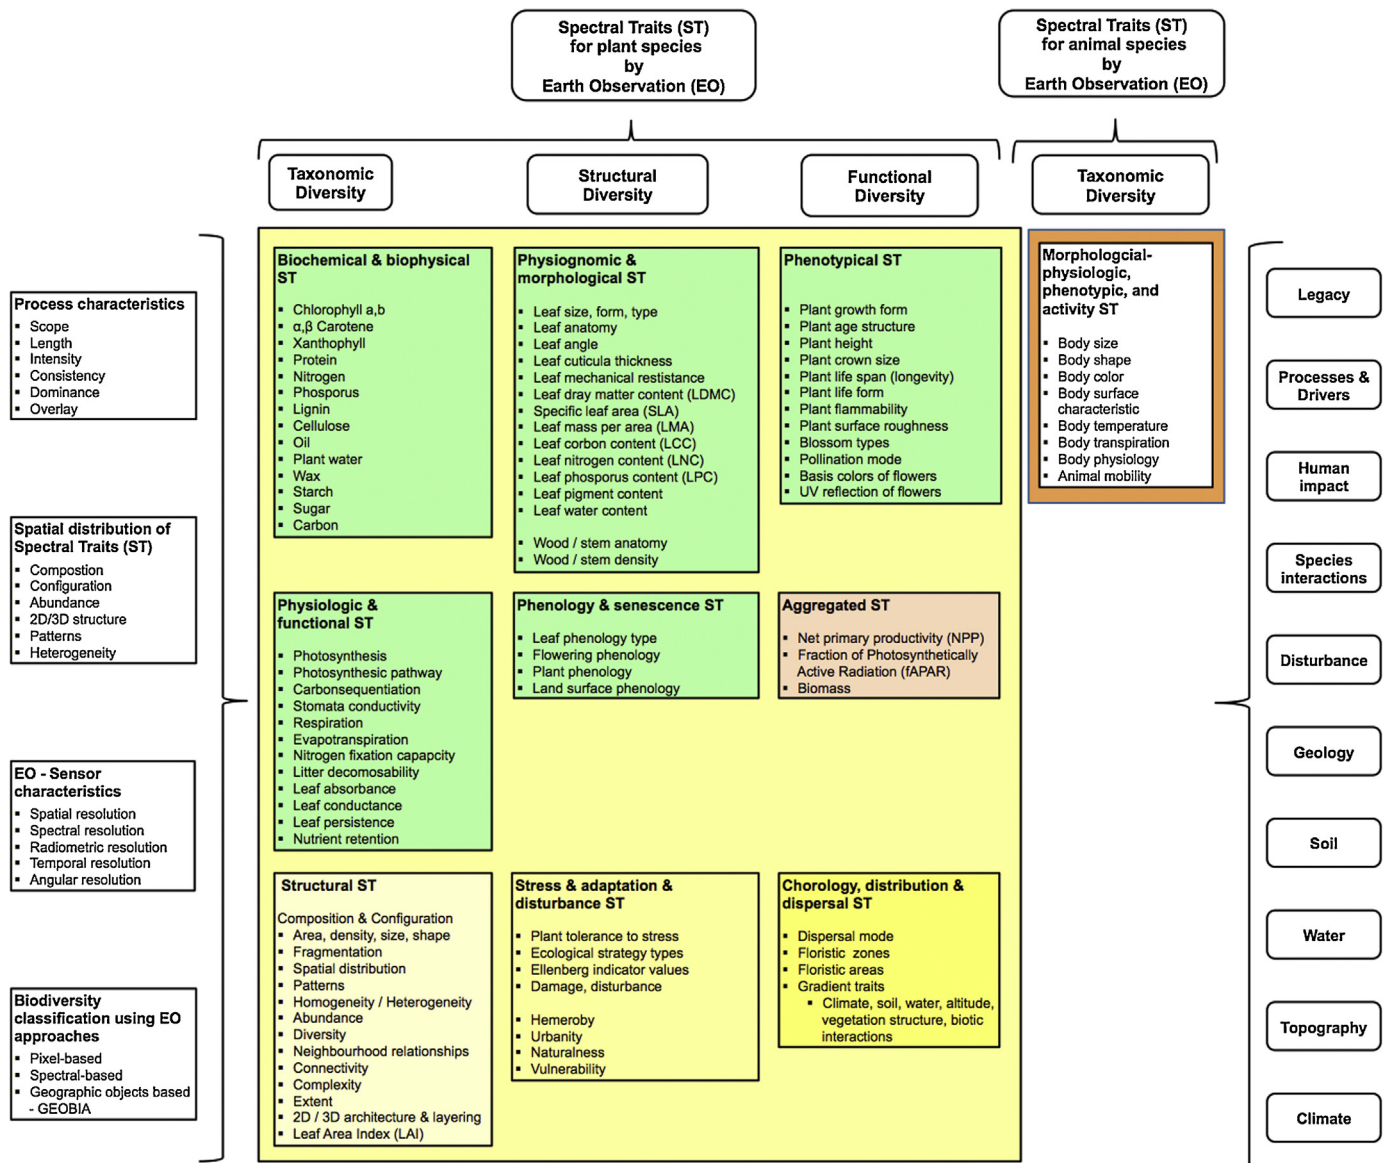 Spectral Traits (ST)
for plant species
by
Earth Observation (EO)
Spectral Traits (ST)
for animal species
by
Earth Observation (EO)
Taxonomic
Diversity
Structural
Diversity
Functional
Diversity
Taxonomic
Diversity
Process characteristics
Scope
Length
Intensity
Consistency
Dominance
Overlay
Spatial distribution of
Spectral Traits (ST)
Compostion
Configuration
Abundance
2D/3D structure
Patterns
Heterogeneity
EO - Sensor
characteristics
Spatial resolution
Spectral resolution
Radiometric resolution
Temporal resolution
Angular resolution
Biodiversity
classification using EO
approaches
Pixel-based
Spectral-based
Geographic objects based
- GEOBIA
Biochemical & biophysical
ST
Chlorophyll a,b
α,β Carotene
Xanthophyll
Protein
Nitrogen
Phosporus
Lignin
Cellulose
Oil
Plant water
Wax
Starch
Sugar
Carbon
Physiognomic &
morphological ST
Leaf size, form, type
Leaf anatomy
Leaf angle
Leaf cuticula thickness
Leaf mechanical restistance
Leaf dray matter content (LDMC)
Specific leaf area (SLA)
Leaf mass per area (LMA)
Leaf corbon content (LCC)
Leaf nitrogen content (LNC)
Leaf phosporus content (LPC)
Leaf pigment content
Leaf water content
Wood / stem anatomy
Wood / stem density
Phenotypical ST
Plant growth form
Plant age structure
Plant height
Plant crown size
Plant life span (longevity)
Plant life form
Plant flammability
Plant surface roughness
Blossom types
Pollination mode
Basis colors of flowers
UV reflection of flowers
Morphologcial-
physiologic,
phenotypic, and
activity ST
Body size
Body shape
Body color
Body surface
characteristic
Body temperature
Body transpiration
Body physiology
Animal mobility
Physiologic &
functional ST
Photosynthesis
Photosynthesic pathway
Carbonsequentiation
Stomata conductivity
Respiration
Evapotranspiration
Nitrogen fixation capapcity
Litter decomosability
Leaf absorbance
Leaf conductance
Leaf persistence
Nutrient retention
Phenology & senescence ST
Leaf phenology type
Flowering phenology
Plant phenology
Land surface phenology
Aggregated ST
Net primary productivity (NPP)
Fraction of Photosynthetically
Active Radiation (fAPAR)
Biomass
Structural ST
Composition & Configuration
Area, density, size, shape
Fragmentation
Spatial distribution
Patterns
Homogeneity / Heterogeneity
Abundance
Diversity
Neighbourhood relationships
Connectivity
Complexity
Extent
2D / 3D architecture & layering
Leaf Area Index (LAI)
Stress & adaptation &
disturbance ST
Plant tolerance to stress
Ecological strategy types
Ellenberg indicator values
Damage, disturbance
Hemeroby
Urbanity
Naturalness
Vulnerability
Chorology, distribution &
dispersal ST
Dispersal mode
Floristic zones
Floristic areas
Gradient traits
Climate, soil, water, altitude,
vegetation structure, biotic
interactions
Legacy
Processes &
Drivers
Human
impact
Species
interactions
Disturbance
Geology
Soil
Water
Topography
Climate